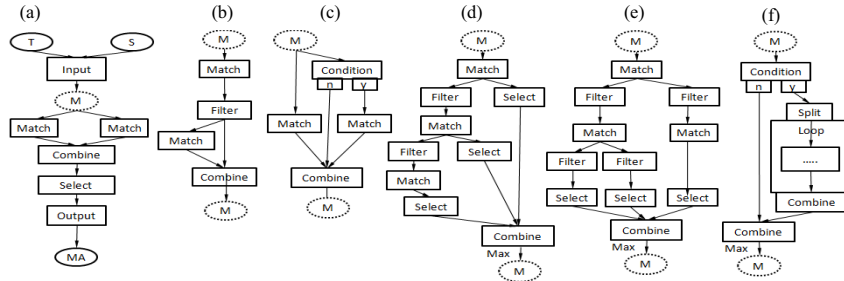 (a)
T
S
Input
M
Match
Match
Combine
Select
Output
MA
(b)
M
Match
Filter
Match
Combine
M
(c)
M
Condition
n
y
Match
Match
Combine
M
(d)
M
Match
Filter
Select
Match
Filter
Select
Match
Select
Combine
Max
M
(e)
M
Match
Filter
Filter
Match
Match
Filter
Filter
Select
Select
Select
Combine
Max
M
(f)
M
Condition
n
y
Split
Loop
.....
Combine
Combine
Max
M